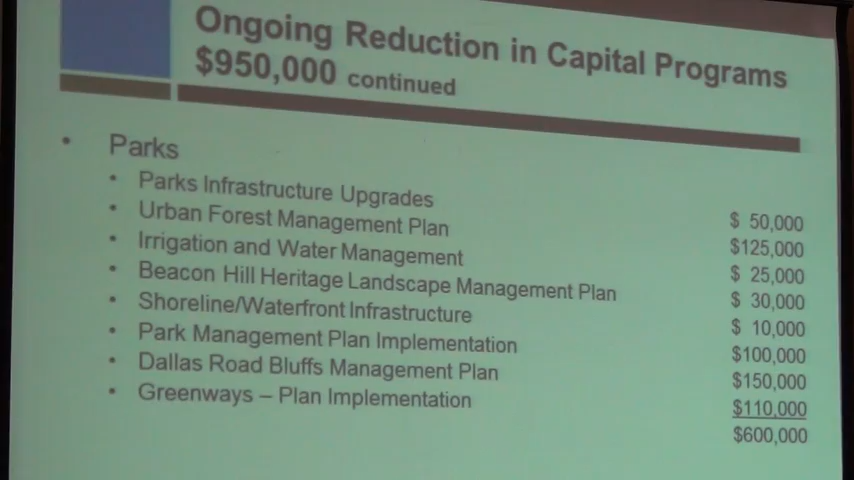 Ongoing Reduction in Capital Programs
$950,000 continued
• Parks
• Parks Infrastructure Upgrades $ 50,000
• Urban Forest Management Plan $125,000
• Irrigation and Water Management $ 25,000
• Beacon Hill Heritage Landscape Management Plan $ 30,000
• Shoreline/Waterfront Infrastructure $ 10,000
• Park Management Plan Implementation $100,000
• Dallas Road Bluffs Management Plan $150,000
• Greenways – Plan Implementation $110,000
$600,000